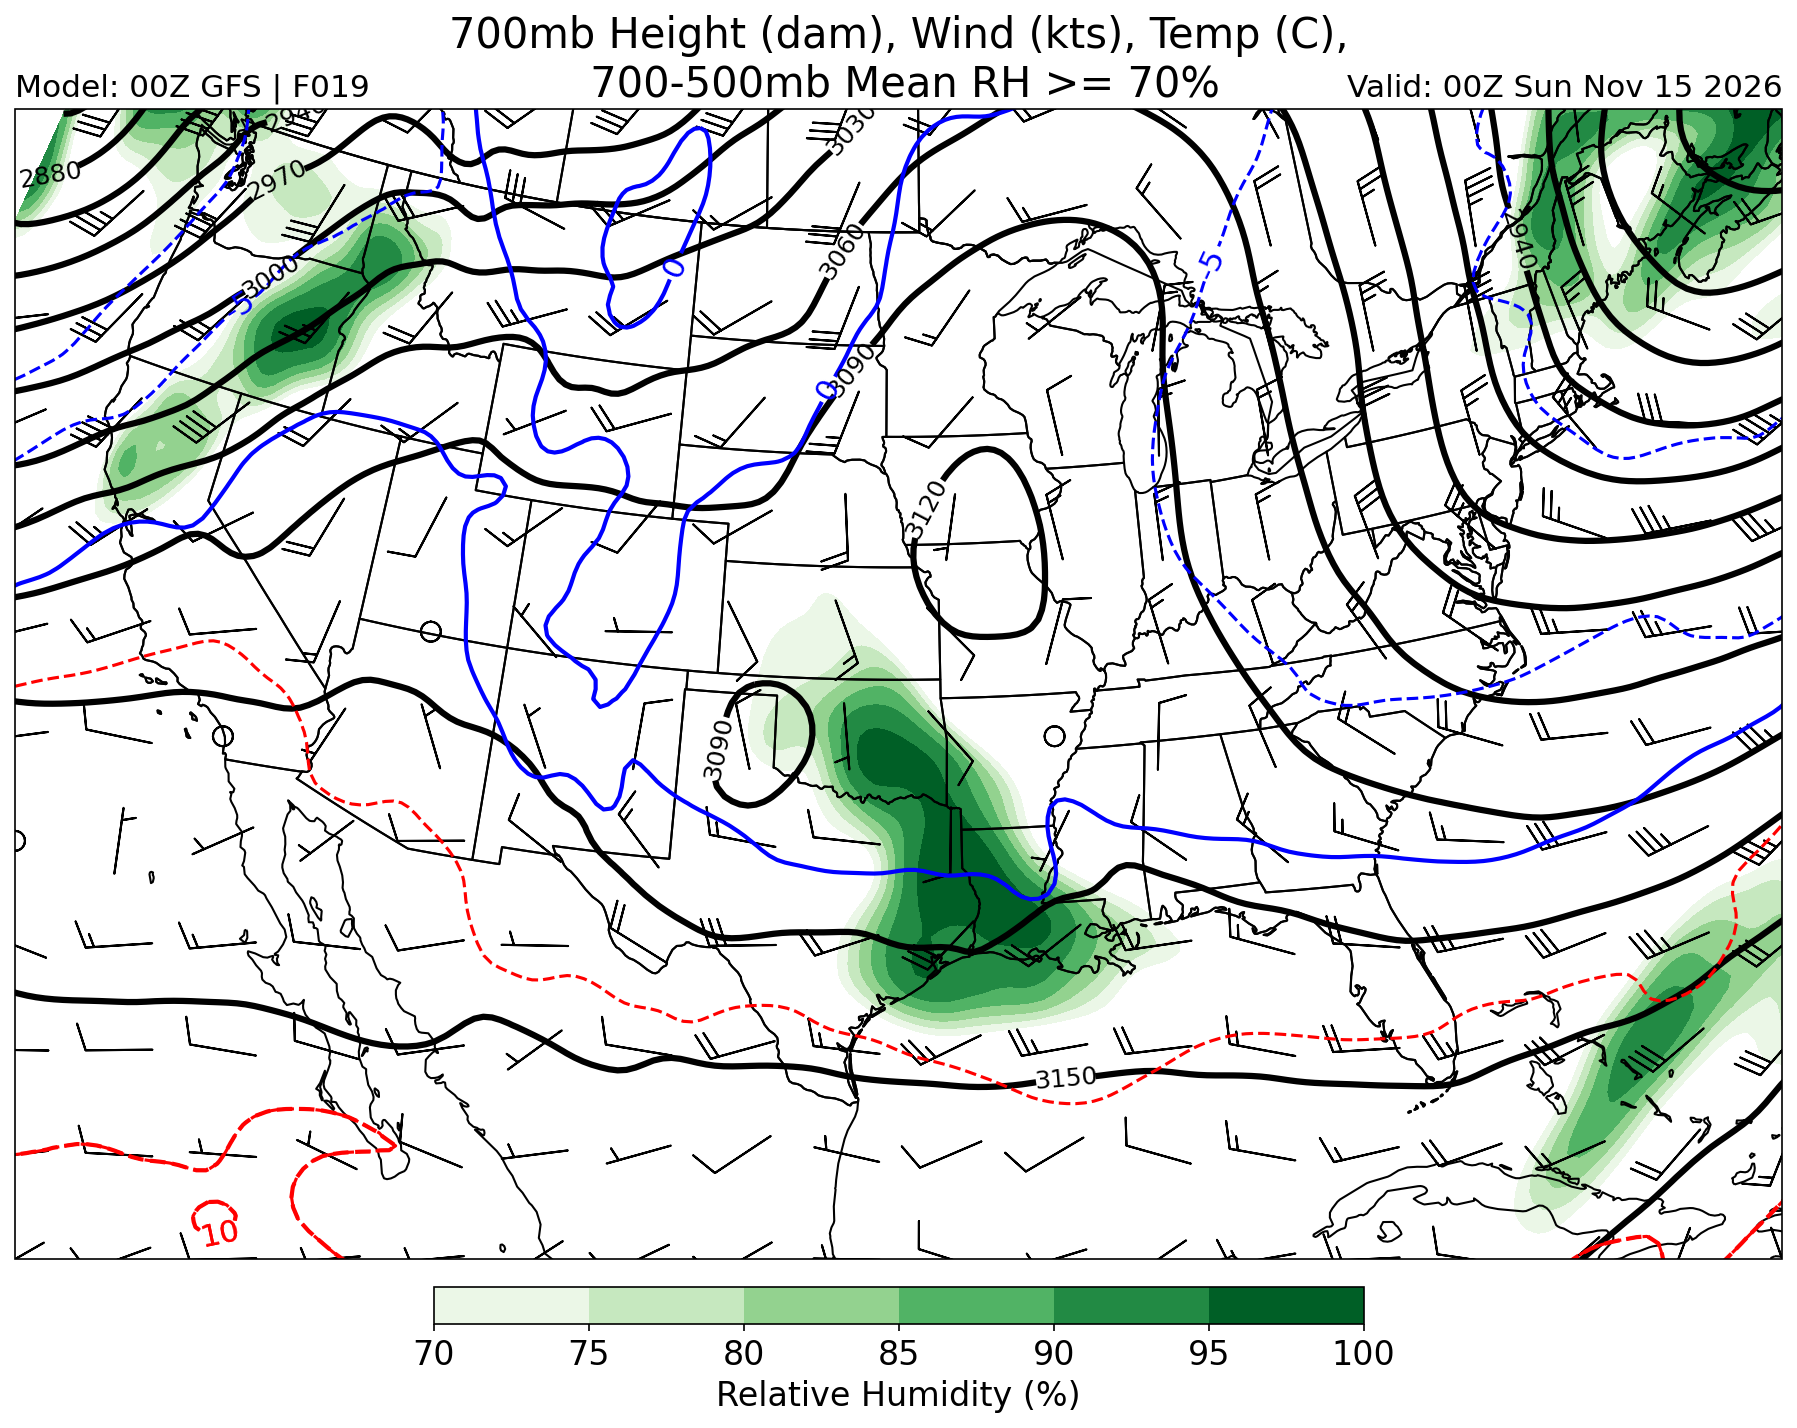 700mb Height (dam), Wind (kts), Temp (C),
700-500mb Mean RH >= 70%
Model: 00Z GFS | F019
Valid: 00Z Sun Nov 15 2026
2940
3030
2880
2970
2940
3060
3000
0
-5
-5
3090
0
3120
3090
3150
10
70 75 80 85 90 95 100
Relative Humidity (%)